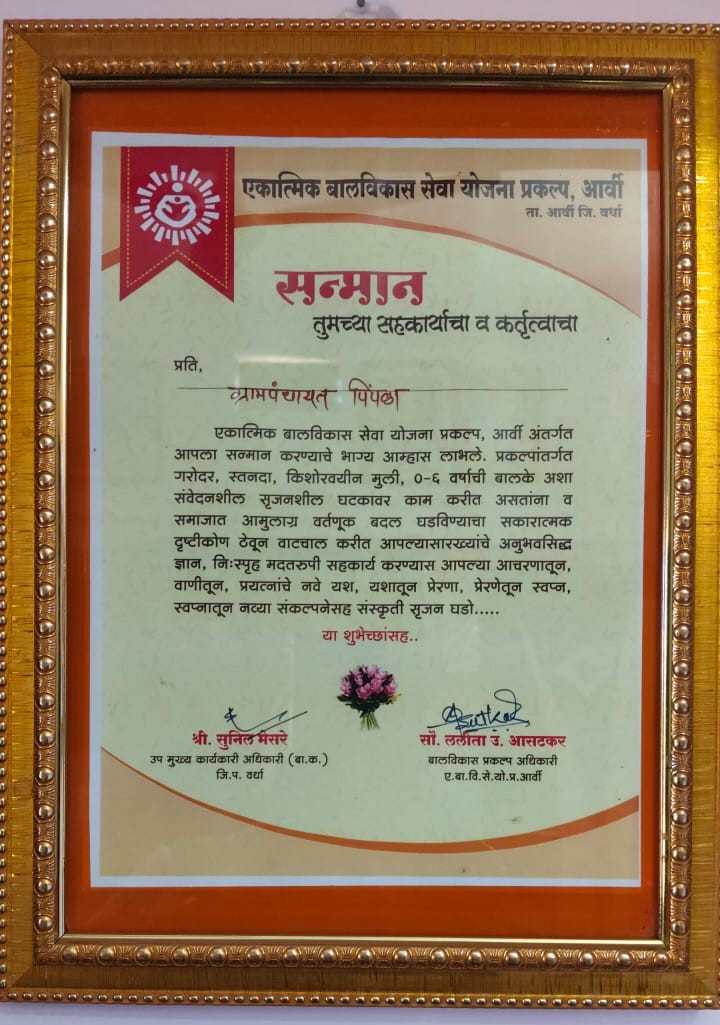 एकात्मिक बालविकास सेवा योजना प्रकल्प, आर्वी
ता. आर्वी जि. वर्धा
सन्मान
तुमच्या सहकार्याचा व कर्तृत्वाचा
प्रति,
ग्रामपंचायत पिंपळा
एकात्मिक बालविकास सेवा योजना प्रकल्प, आर्वी अंतर्गत
आपला सन्मान करण्याचे भाग्य आम्हास लाभले. प्रकल्पांतर्गत
गरोदर, स्तनदा, किशोरवयीन मुली, ०-६ वर्षाची बालके अशा
संवेदनशील सृजनशील घटकावर काम करीत असतांना व
समाजात आमुलाग्र वर्तणूक बदल घडविण्याचा सकारात्मक
दृष्टीकोण ठेवून वाटचाल करीत आपल्यासारख्यांचे अनुभवसिद्ध
ज्ञान, निःस्पृह मदतरुपी सहकार्य करण्यास आपल्या आचरणातून,
वाणीतून, प्रयत्नांचे नवे यश, यशातून प्रेरणा, प्रेरणेतून स्वप्न,
स्वप्नातून नव्या संकल्पनेसह संस्कृती सृजन घडो.....
या शुभेच्छांसह..
श्री. सुनिल मेसरे
उप मुख्य कार्यकारी अधिकारी (बा.क.)
जि.प. वर्धा
सौ. ललीता उ. आसटकर
बालविकास प्रकल्प अधिकारी
ए.बा.वि.से.यो.प्र.आर्वी